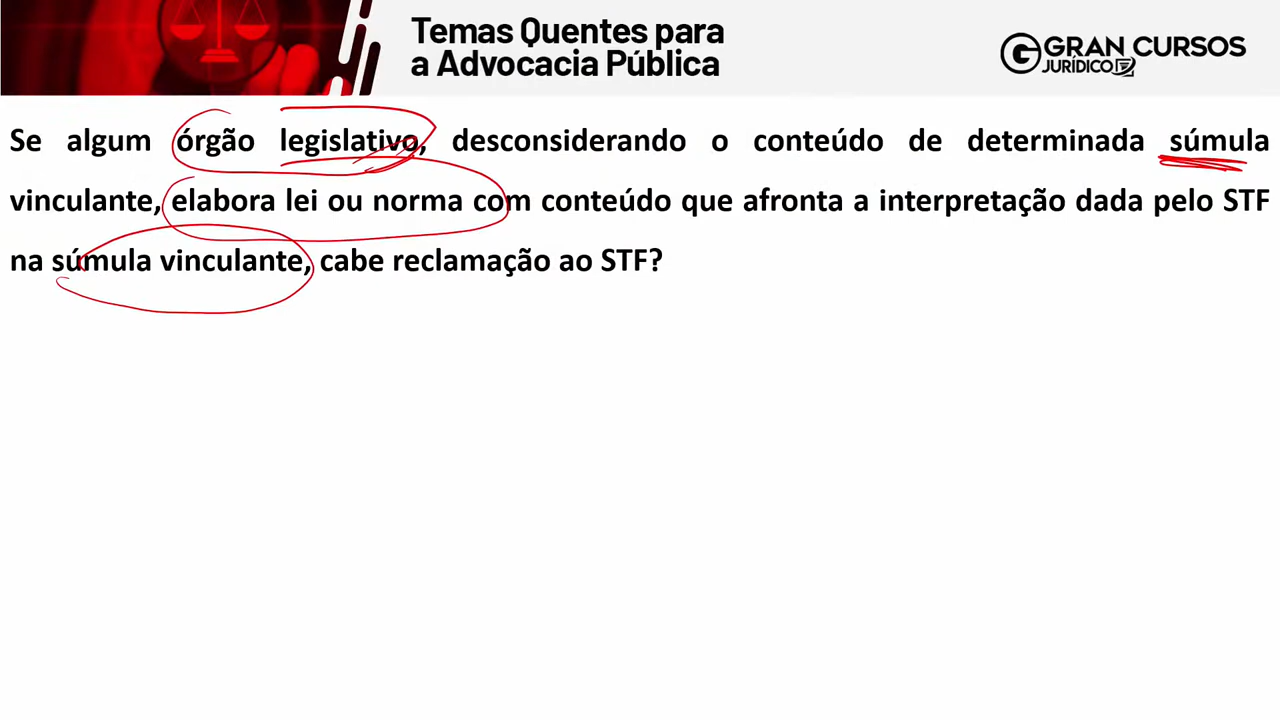 Temas Quentes para
a Advocacia Pública
GRAN CURSOS
JURÍDICO
Se algum órgão legislativo, desconsiderando o conteúdo de determinada súmula
vinculante, elabora lei ou norma com conteúdo que afronta a interpretação dada pelo STF
na súmula vinculante, cabe reclamação ao STF?